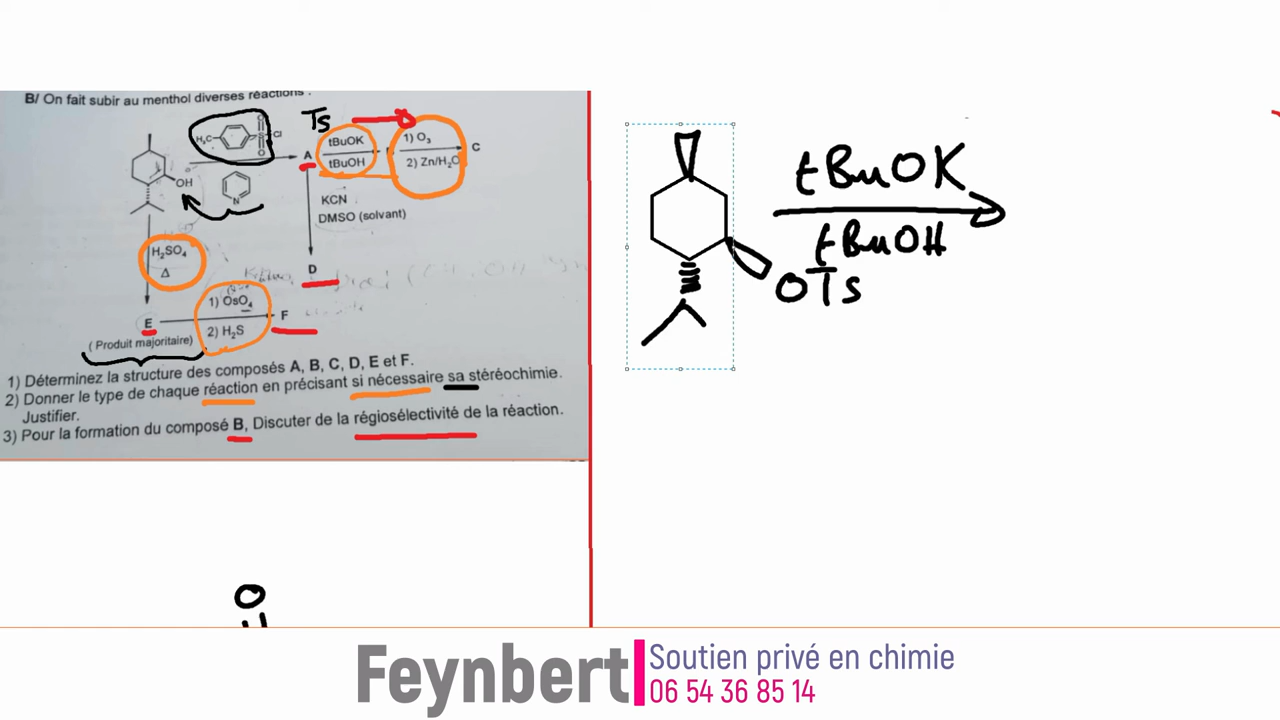 B/ On fait subir au menthol diverses réactions :
Ts
H₃C
S
O
O
Cl
OH
N
A
tBuOK
tBuOH
1) O₃
2) Zn/H₂O
C
KCN
DMSO (solvant)
H₂SO₄
Δ
D
E
1) OsO₄
2) H₂S
F
( Produit majoritaire)
1) Déterminez la structure des composés A, B, C, D, E et F.
2) Donner le type de chaque réaction en précisant si nécessaire sa stéréochimie.
Justifier.
3) Pour la formation du composé B, Discuter de la régiosélectivité de la réaction.
tBuOK
tBuOH
OTs
O
Feynbert
Soutien privé en chimie
06 54 36 85 14